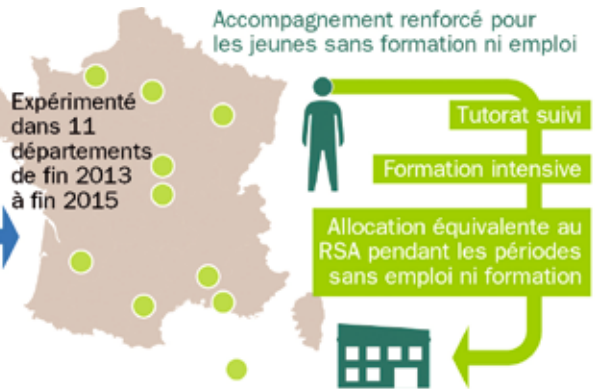 Accompagnement renforcé pour
les jeunes sans formation ni emploi
Expérimenté
dans 11
départements
de fin 2013
à fin 2015
Tutorat suivi
Formation intensive
Allocation équivalente au
RSA pendant les périodes
sans emploi ni formation